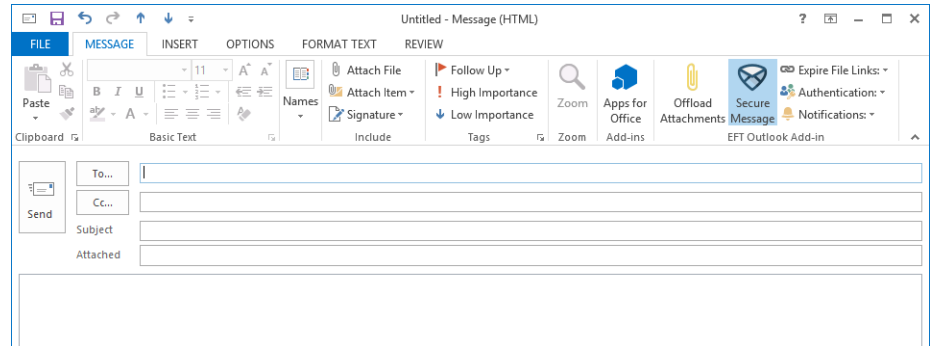 Untitled - Message (HTML)
FILE MESSAGE INSERT OPTIONS FORMAT TEXT REVIEW
11 A A Attach File Follow Up Expire File Links:
B I U Attach Item High Importance Authentication:
Paste Names Zoom Apps for Office Offload Attachments Secure Message
A Signature Low Importance Notifications:
Clipboard Basic Text Include Tags Zoom Add-ins EFT Outlook Add-in
To...
Cc...
Send
Subject
Attached